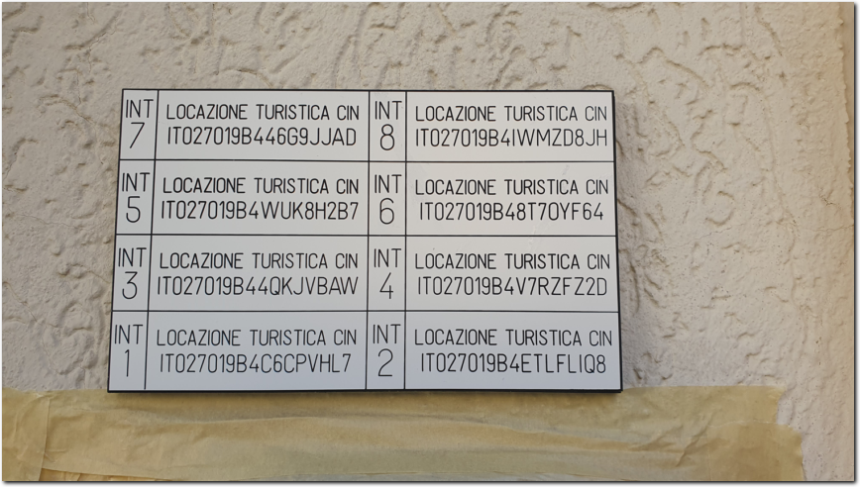 INT 7 LOCAZIONE TURISTICA CIN
IT027019B446G9JJAD
INT 8 LOCAZIONE TURISTICA CIN
IT027019B4IWMZD8JH
INT 5 LOCAZIONE TURISTICA CIN
IT027019B4WUK8H2B7
INT 6 LOCAZIONE TURISTICA CIN
IT027019B48T7OYF64
INT 3 LOCAZIONE TURISTICA CIN
IT027019B44QKJVBAW
INT 4 LOCAZIONE TURISTICA CIN
IT027019B4V7RZFZ2D
INT 1 LOCAZIONE TURISTICA CIN
IT027019B4C6CPVHL7
INT 2 LOCAZIONE TURISTICA CIN
IT027019B4ETLFLIQ8